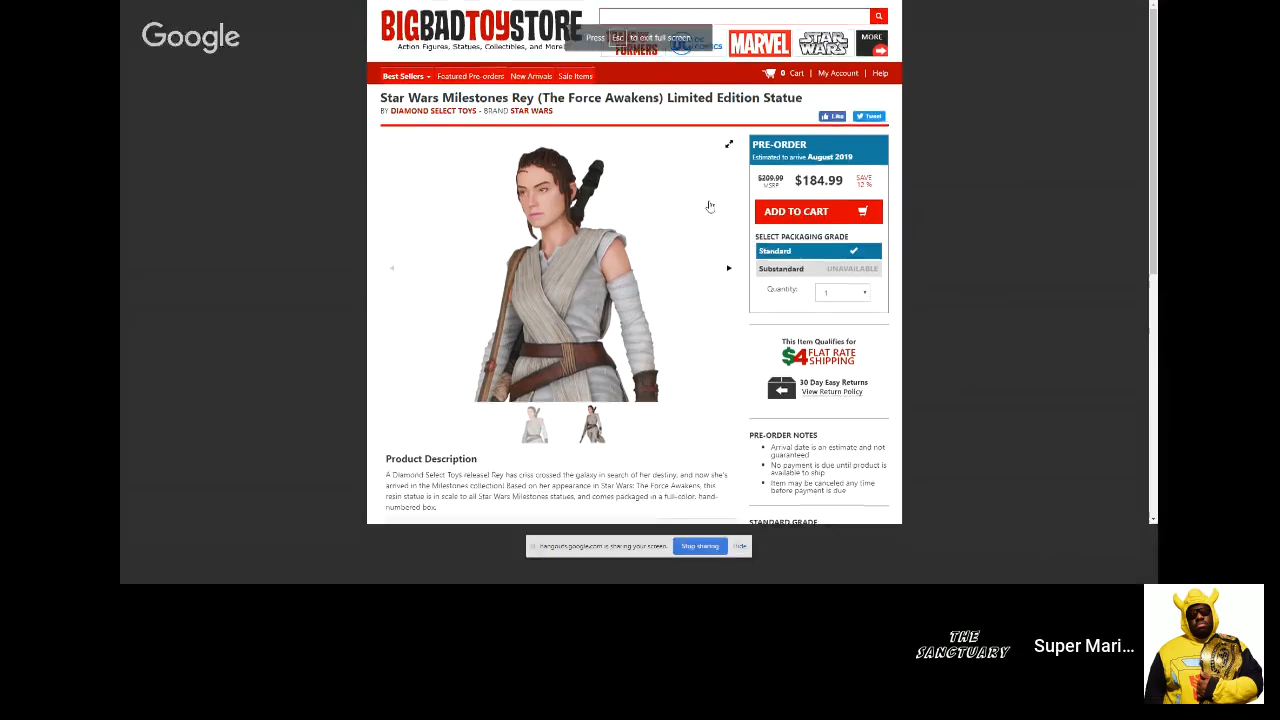 Google
BIGBADTOYSTORE
Action Figures, Statues, Collectibles, and More!
Press Esc to exit full screen
FORMERS
COMICS
MARVEL
STAR WARS
MORE
Best Sellers
Featured Pre-orders
New Arrivals
Sale Items
0 Cart | My Account | Help
Star Wars Milestones Rey (The Force Awakens) Limited Edition Statue
BY DIAMOND SELECT TOYS - BRAND STAR WARS
Like
Tweet
PRE-ORDER
Estimated to arrive August 2019
$209.99
MSRP
$184.99
SAVE
12 %
ADD TO CART
SELECT PACKAGING GRADE
Standard
Substandard UNAVAILABLE
Quantity: 1
This Item Qualifies for
$4 FLAT RATE
SHIPPING
30 Day Easy Returns
View Return Policy
PRE-ORDER NOTES
Arrival date is an estimate and not
guaranteed
No payment is due until product is
available to ship
Item may be canceled any time
before payment is due
STANDARD GRADE
Product Description
A Diamond Select Toys release! Rey has criss crossed the galaxy in search of her destiny, and now she's
arrived in the Milestones collection! Based on her appearance in Star Wars: The Force Awakens, this
resin statue is in scale to all Star Wars Milestones statues, and comes packaged in a full-color, hand-
numbered box.
hangouts.google.com is sharing your screen.
Stop sharing
Hide
THE
SANCTUARY
Super Mari...